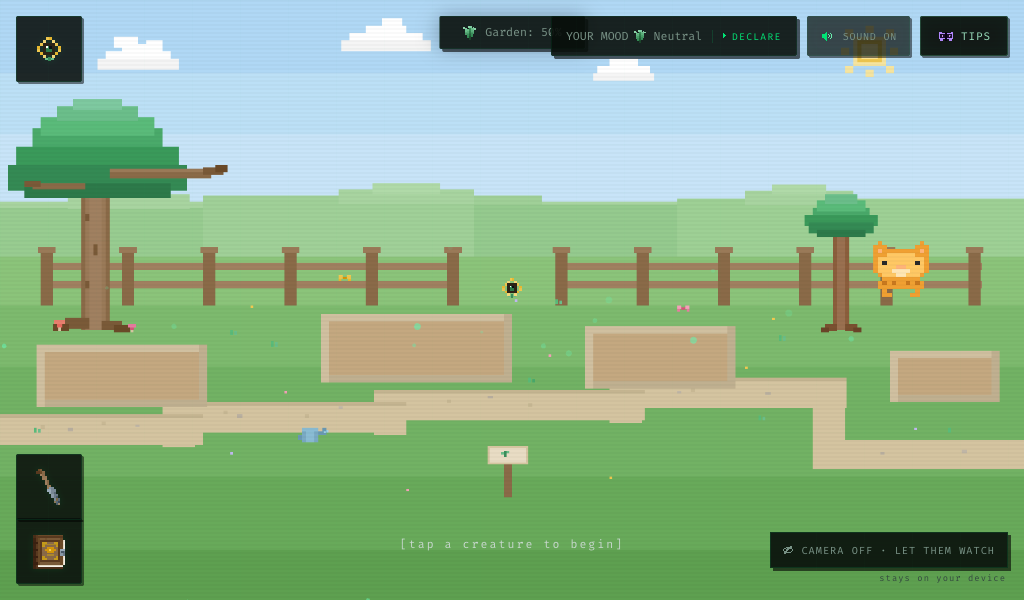 Garden: 50
YOUR MOOD Neutral DECLARE
SOUND ON
TIPS
[tap a creature to begin]
CAMERA OFF · LET THEM WATCH
stays on your device